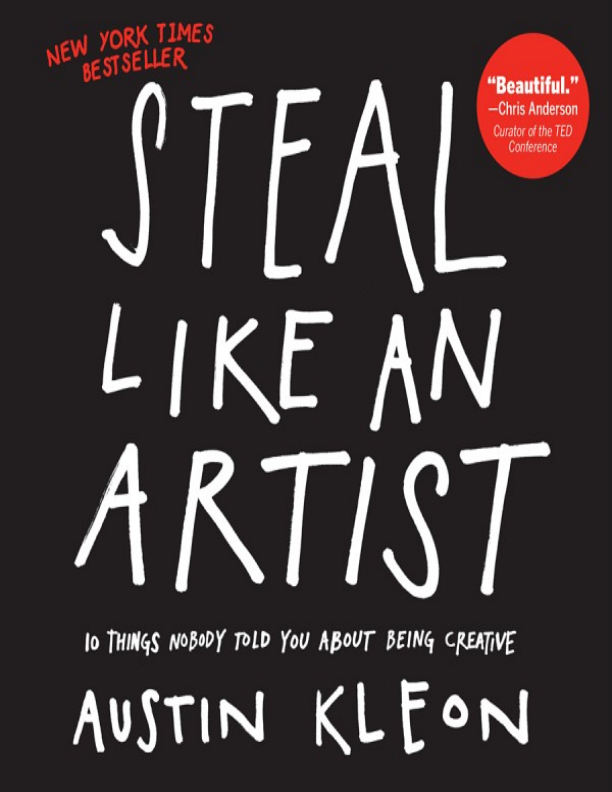 NEW YORK TIMES
BESTSELLER
“Beautiful.”
—Chris Anderson
Curator of the TED
Conference
STEAL
LIKE AN
ARTIST
10 THINGS NOBODY TOLD YOU ABOUT BEING CREATIVE
AUSTIN KLEON